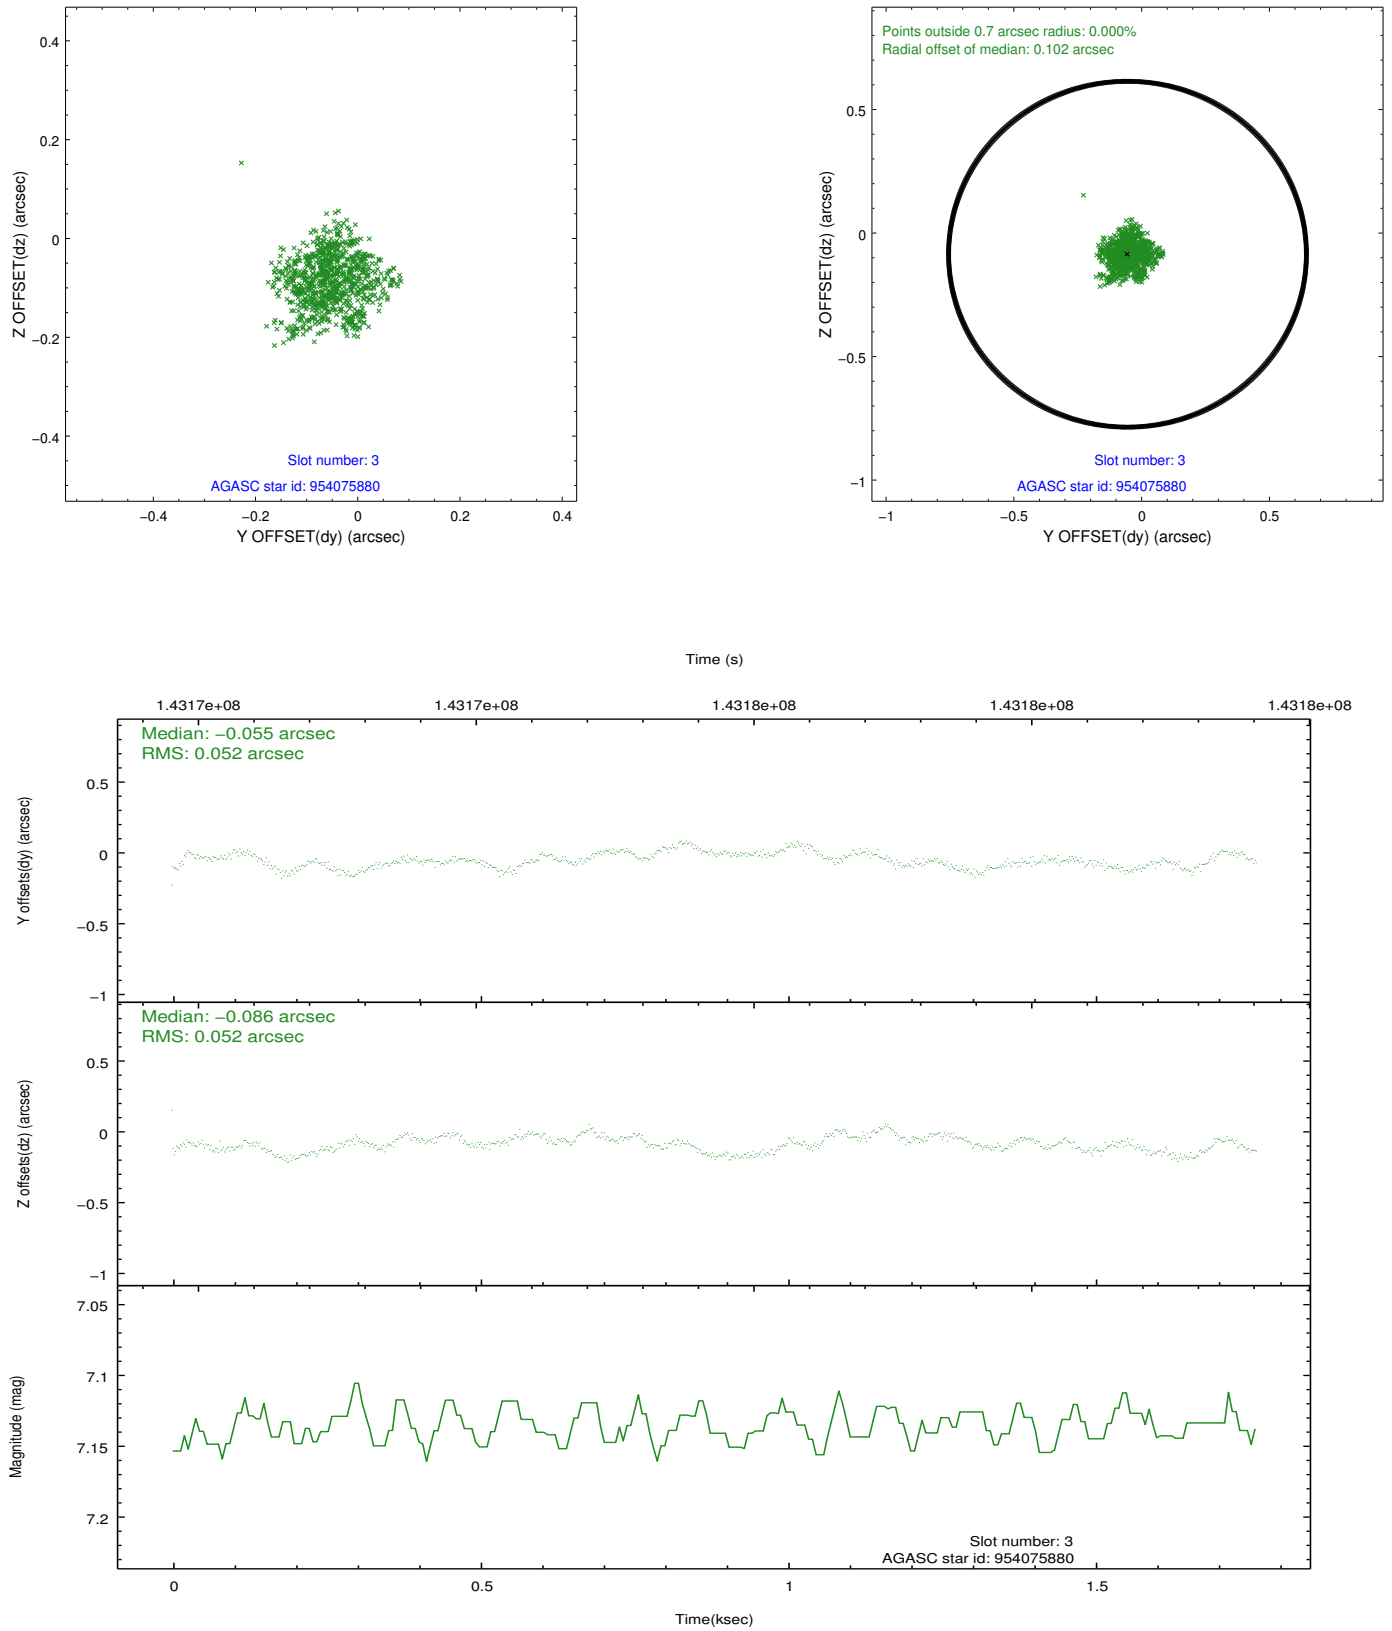 0.4
0.2
0
−0.2
−0.4
Z OFFSET(dz) (arcsec)
Slot number: 3
AGASC star id: 954075880
−0.4 −0.2 0 0.2 0.4
Y OFFSET(dy) (arcsec)
Points outside 0.7 arcsec radius: 0.000%
Radial offset of median: 0.102 arcsec
0.5
0
−0.5
−1
Z OFFSET(dz) (arcsec)
Slot number: 3
AGASC star id: 954075880
−1 −0.5 0 0.5
Y OFFSET(dy) (arcsec)
Time (s)
1.4317e+08 1.4317e+08 1.4318e+08 1.4318e+08 1.4318e+08
Median: −0.055 arcsec
RMS: 0.052 arcsec
0.5
0
−0.5
−1
Y offsets(dy) (arcsec)
Median: −0.086 arcsec
RMS: 0.052 arcsec
0.5
0
−0.5
−1
Z offsets(dz) (arcsec)
7.05
7.1
7.15
7.2
Magnitude (mag)
Slot number: 3
AGASC star id: 954075880
0 0.5 1 1.5
Time(ksec)